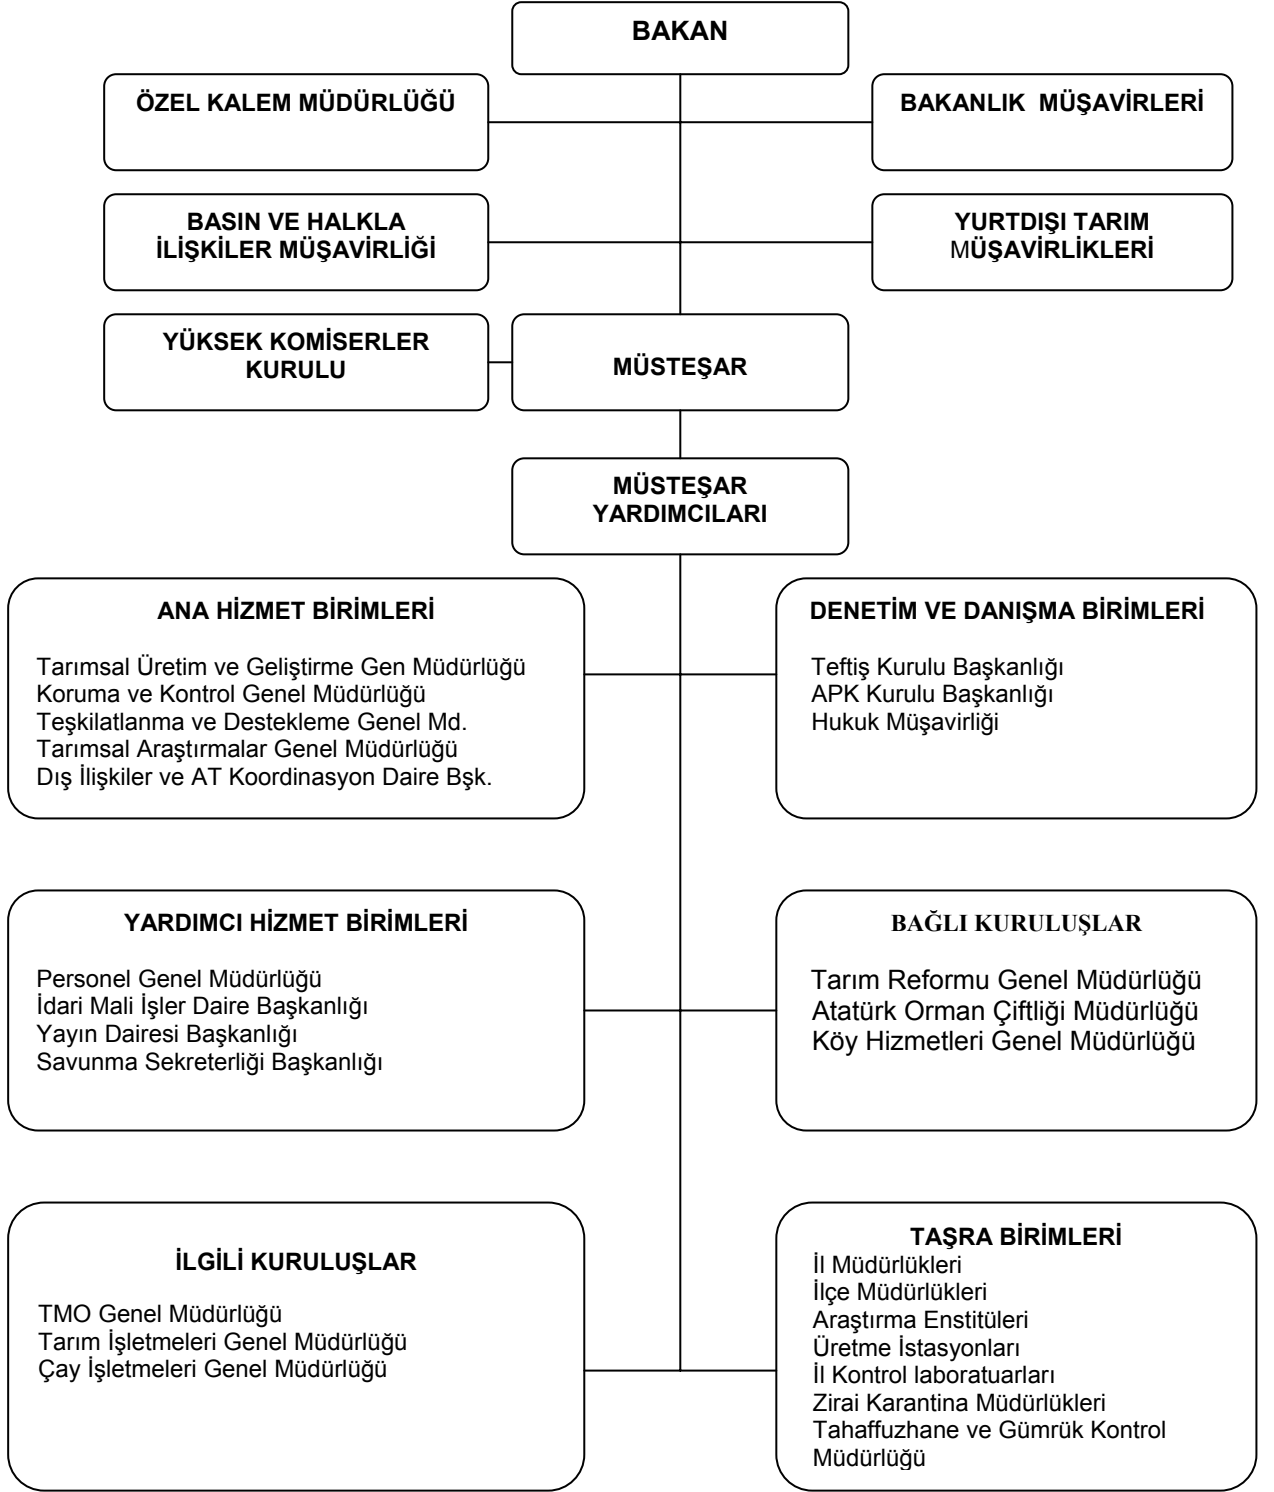 BAKAN
ÖZEL KALEM MÜDÜRLÜĞÜ
BAKANLIK MÜŞAVİRLERİ
BASIN VE HALKLA
İLİŞKİLER MÜŞAVİRLİĞİ
YURTDIŞI TARIM
MÜŞAVİRLİKLERİ
YÜKSEK KOMİSERLER
KURULU
MÜSTEŞAR
MÜSTEŞAR
YARDIMCILARI
ANA HİZMET BİRİMLERİ
Tarımsal Üretim ve Geliştirme Gen Müdürlüğü
Koruma ve Kontrol Genel Müdürlüğü
Teşkilatlanma ve Destekleme Genel Md.
Tarımsal Araştırmalar Genel Müdürlüğü
Dış İlişkiler ve AT Koordinasyon Daire Bşk.
DENETİM VE DANIŞMA BİRİMLERİ
Teftiş Kurulu Başkanlığı
APK Kurulu Başkanlığı
Hukuk Müşavirliği
YARDIMCI HİZMET BİRİMLERİ
Personel Genel Müdürlüğü
İdari Mali İşler Daire Başkanlığı
Yayın Dairesi Başkanlığı
Savunma Sekreterliği Başkanlığı
BAĞLI KURULUŞLAR
Tarım Reformu Genel Müdürlüğü
Atatürk Orman Çiftliği Müdürlüğü
Köy Hizmetleri Genel Müdürlüğü
İLGİLİ KURULUŞLAR
TMO Genel Müdürlüğü
Tarım İşletmeleri Genel Müdürlüğü
Çay İşletmeleri Genel Müdürlüğü
TAŞRA BİRİMLERİ
İl Müdürlükleri
İlçe Müdürlükleri
Araştırma Enstitüleri
Üretme İstasyonları
İl Kontrol laboratuarları
Zirai Karantina Müdürlükleri
Tahaffuzhane ve Gümrük Kontrol
Müdürlüğü